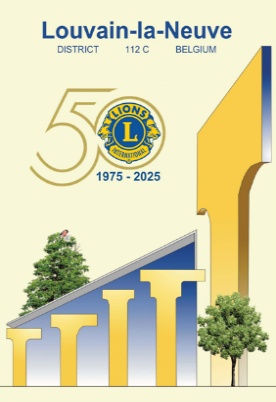 Louvain-la-Neuve
DISTRICT 112 C BELGIUM
50
LIONS
L
INTERNATIONAL
1975 - 2025